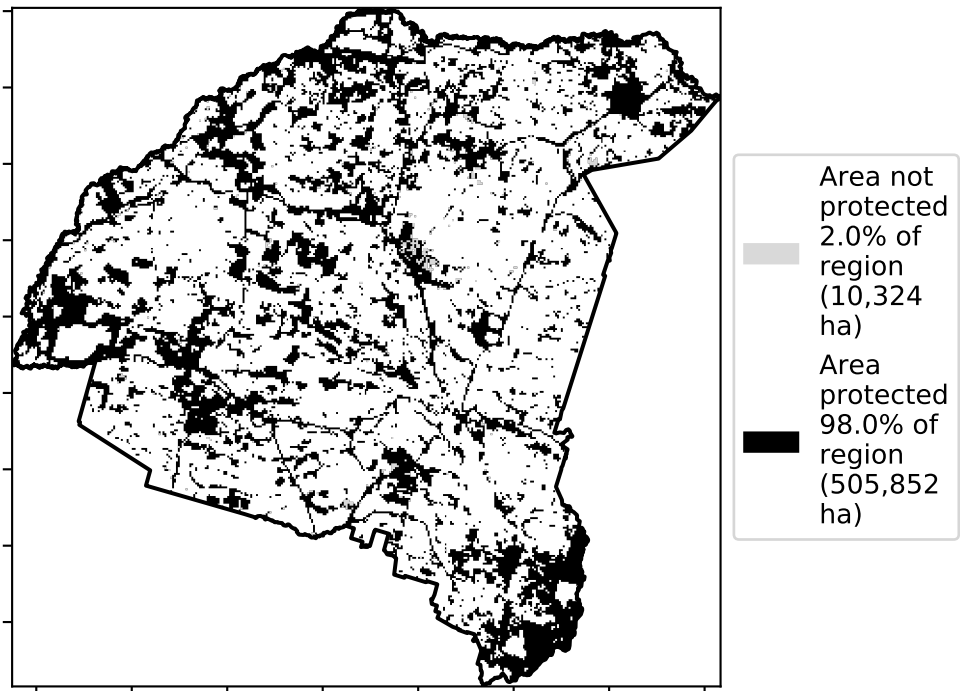 Area not
protected
2.0% of
region
(10,324
ha)
Area
protected
98.0% of
region
(505,852
ha)